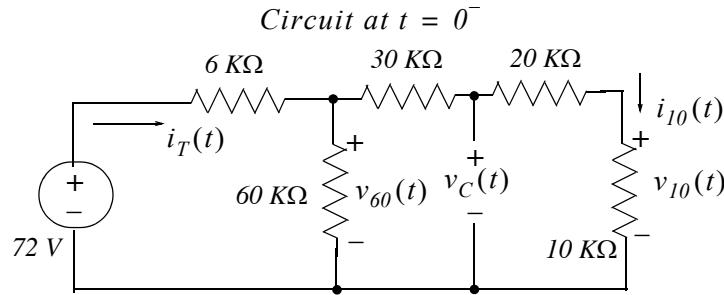 Circuit at t = 0⁻
6 KΩ
30 KΩ
20 KΩ
i_T(t)
i_10(t)
+
−
72 V
60 KΩ
+
v_60(t)
−
+
v_C(t)
−
+
v_10(t)
−
10 KΩ